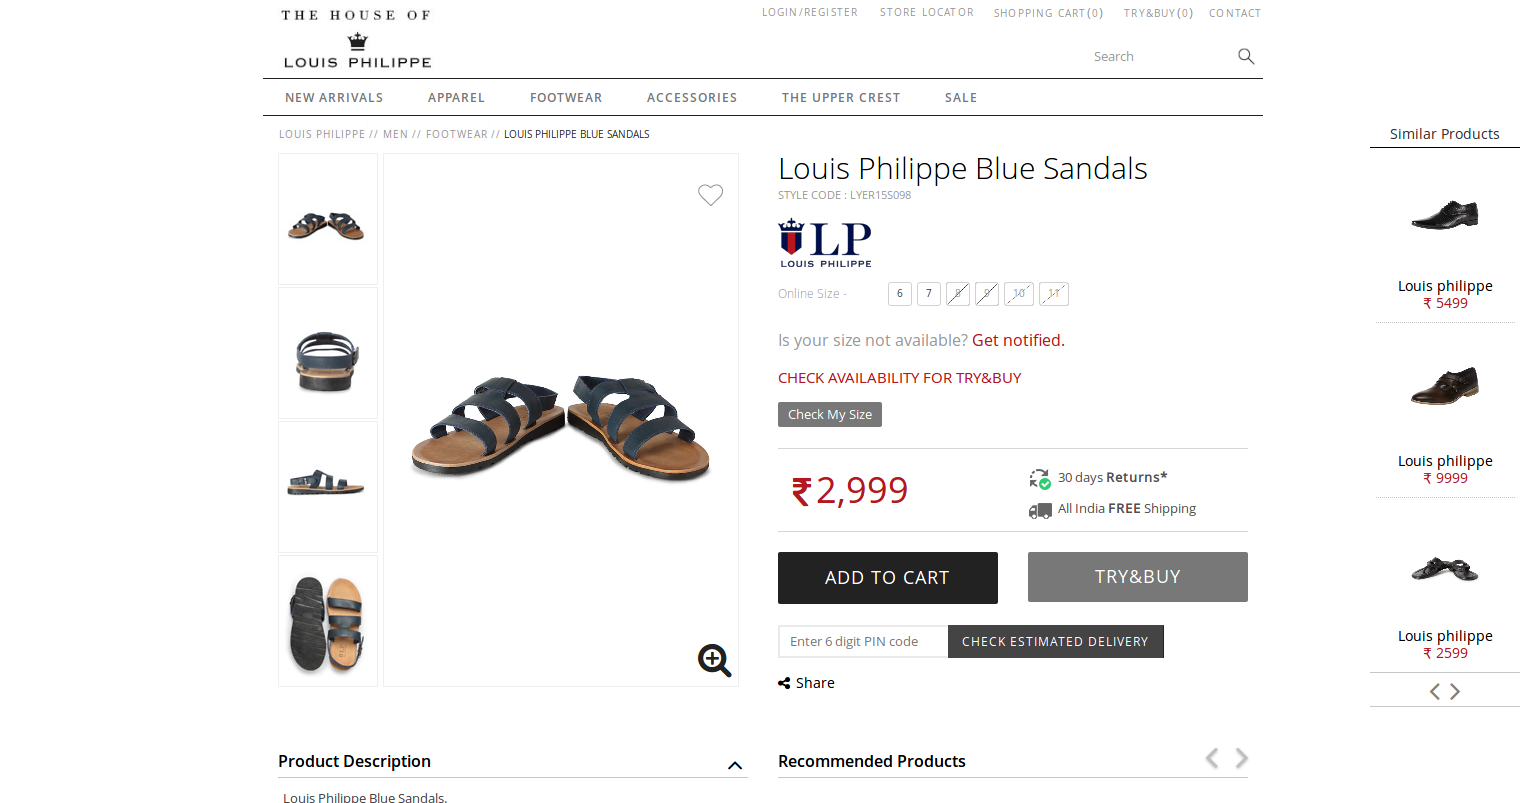 THE HOUSE OF
LOUIS PHILIPPE
LOGIN/REGISTER STORE LOCATOR SHOPPING CART(0) TRY&BUY(0) CONTACT
Search
NEW ARRIVALS APPAREL FOOTWEAR ACCESSORIES THE UPPER CREST SALE
LOUIS PHILIPPE // MEN // FOOTWEAR // LOUIS PHILIPPE BLUE SANDALS
Louis Philippe Blue Sandals
STYLE CODE : LYER15S098
LP
LOUIS PHILIPPE
Online Size - 6 7 8 9 10 11
Is your size not available? Get notified.
CHECK AVAILABILITY FOR TRY&BUY
Check My Size
₹2,999
30 days Returns*
All India FREE Shipping
ADD TO CART TRY&BUY
Enter 6 digit PIN code CHECK ESTIMATED DELIVERY
Share
Product Description
Louis Philippe Blue Sandals.
Recommended Products
Similar Products
Louis philippe
₹ 5499
Louis philippe
₹ 9999
Louis philippe
₹ 2599